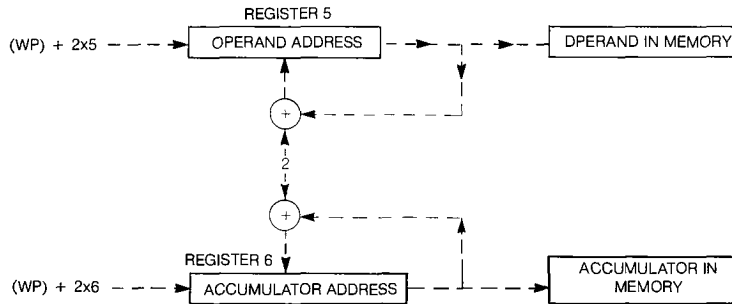 REGISTER 5
(WP) + 2x5
OPERAND ADDRESS
DPERAND IN MEMORY
+
2
+
REGISTER 6
(WP) + 2x6
ACCUMULATOR ADDRESS
ACCUMULATOR IN
MEMORY